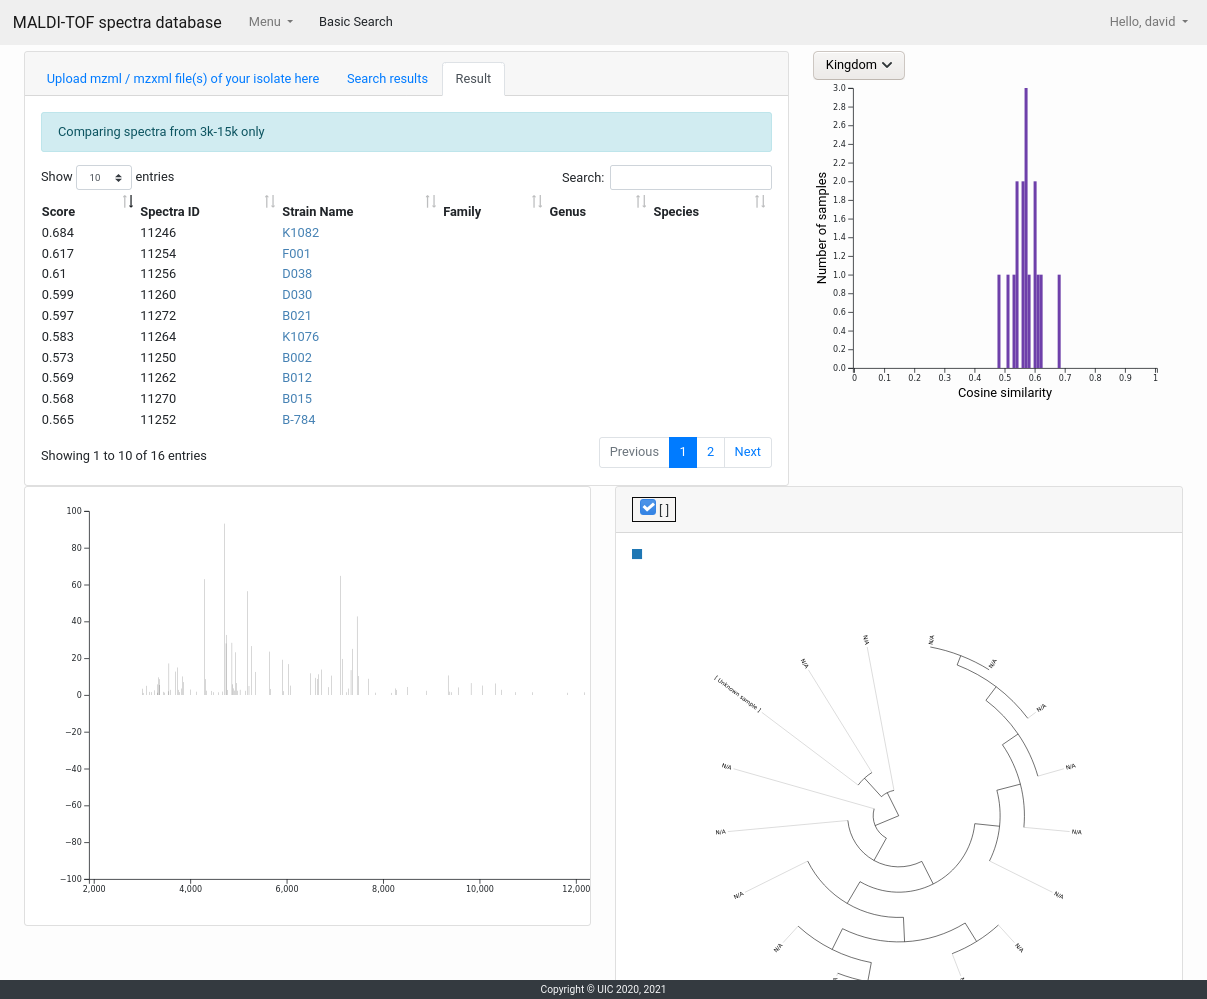 MALDI-TOF spectra database Menu Basic Search Hello, david
Upload mzml / mzxml file(s) of your isolate here Search results Result
Comparing spectra from 3k-15k only
Show 10 entries Search:
Score Spectra ID Strain Name Family Genus Species
0.684 11246 K1082
0.617 11254 F001
0.61 11256 D038
0.599 11260 D030
0.597 11272 B021
0.583 11264 K1076
0.573 11250 B002
0.569 11262 B012
0.568 11270 B015
0.565 11252 B-784
Showing 1 to 10 of 16 entries Previous 1 2 Next
Kingdom
3.0
2.8
2.6
2.4
2.2
2.0
1.8
1.6
1.4
1.2
1.0
0.8
0.6
0.4
0.2
0.0
Number of samples
0 0.1 0.2 0.3 0.4 0.5 0.6 0.7 0.8 0.9 1
Cosine similarity
100
80
60
40
20
0
−20
−40
−60
−80
−100
2,000 4,000 6,000 8,000 10,000 12,000
[ ]
N/A
N/A
N/A
N/A
[ Unknown sample ]
N/A
N/A
N/A
N/A
N/A
N/A
N/A
N/A
N/A
Copyright © UIC 2020, 2021